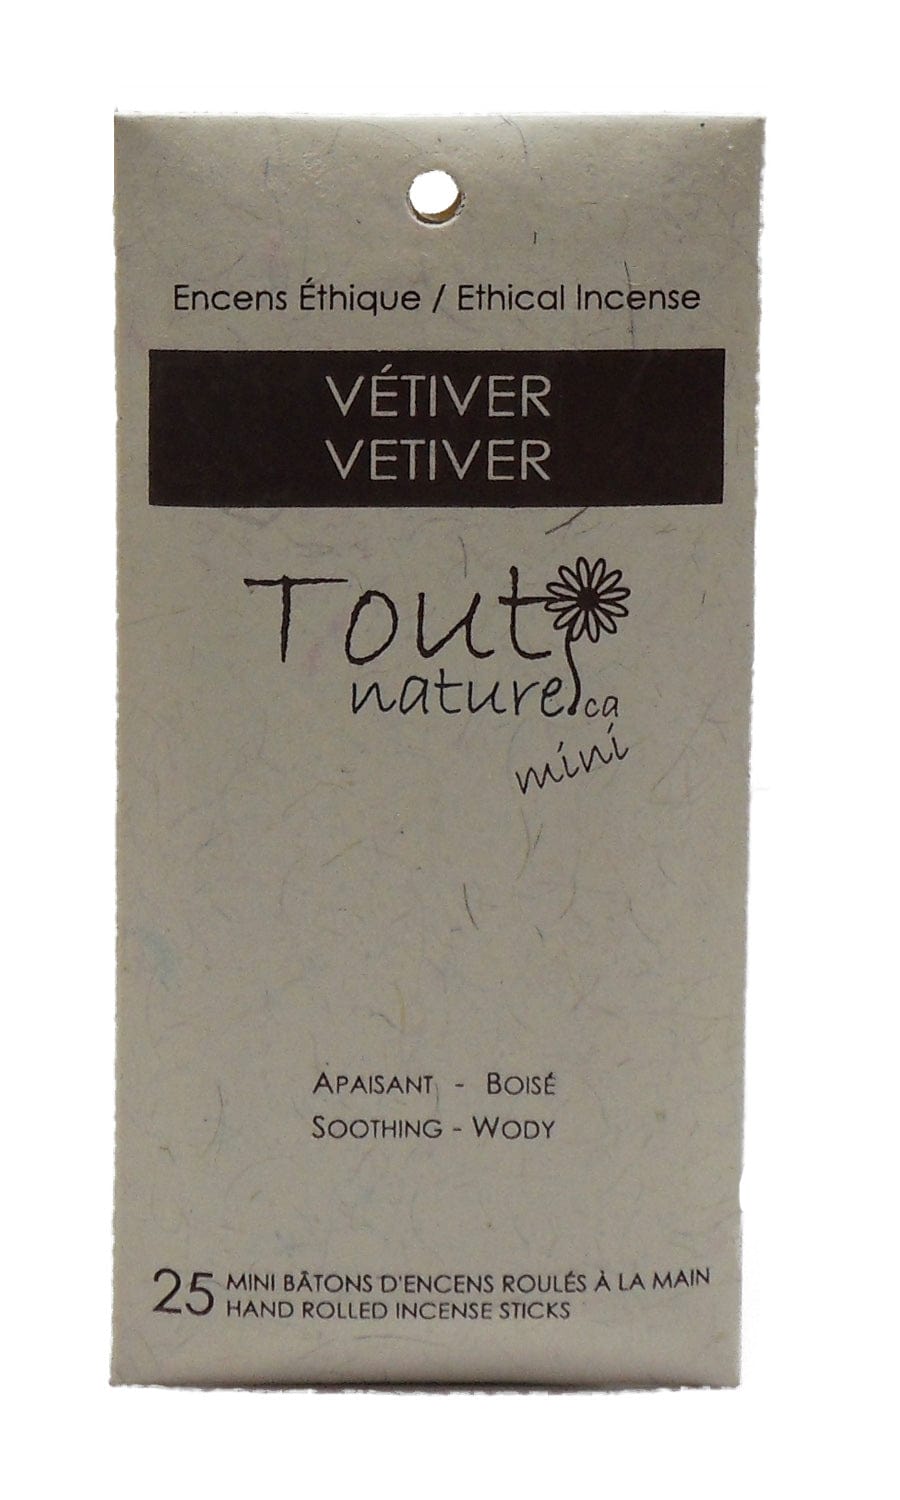 Encens Éthique / Ethical Incense
VÉTIVER
VETIVER
Tout
nature.ca
mini
APAISANT - BOISÉ
SOOTHING - WODY
25 MINI BÂTONS D'ENCENS ROULÉS À LA MAIN
HAND ROLLED INCENSE STICKS